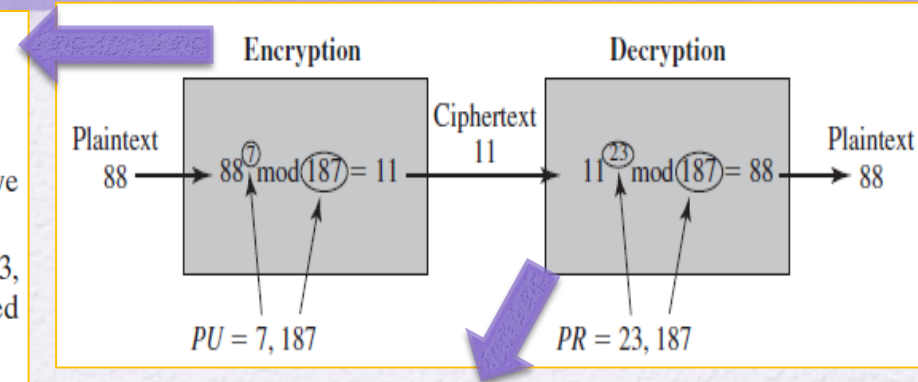 Encryption
Decryption
Plaintext
88
88^7 mod 187 = 11
Ciphertext
11
11^23 mod 187 = 88
Plaintext
88
PU = 7, 187
PR = 23, 187
3,